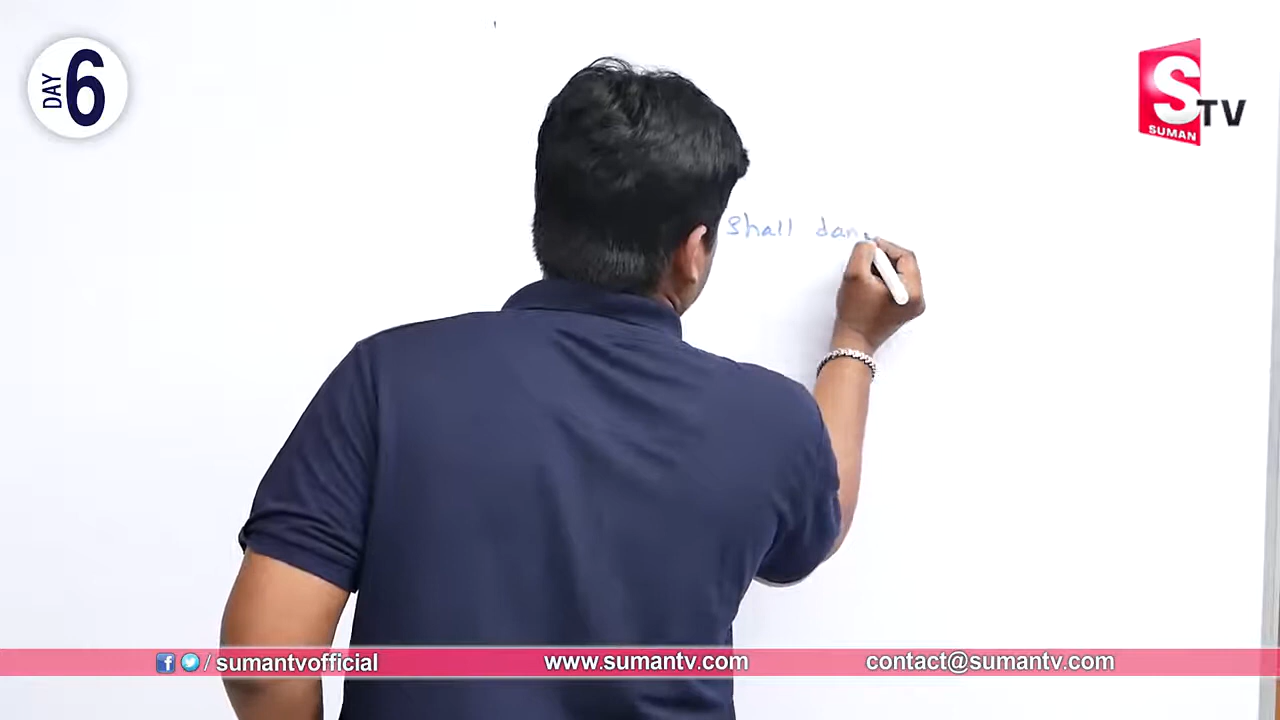 DAY 6
S TV
SUMAN
shall dan
/ sumantvofficial
www.sumantv.com
contact@sumantv.com